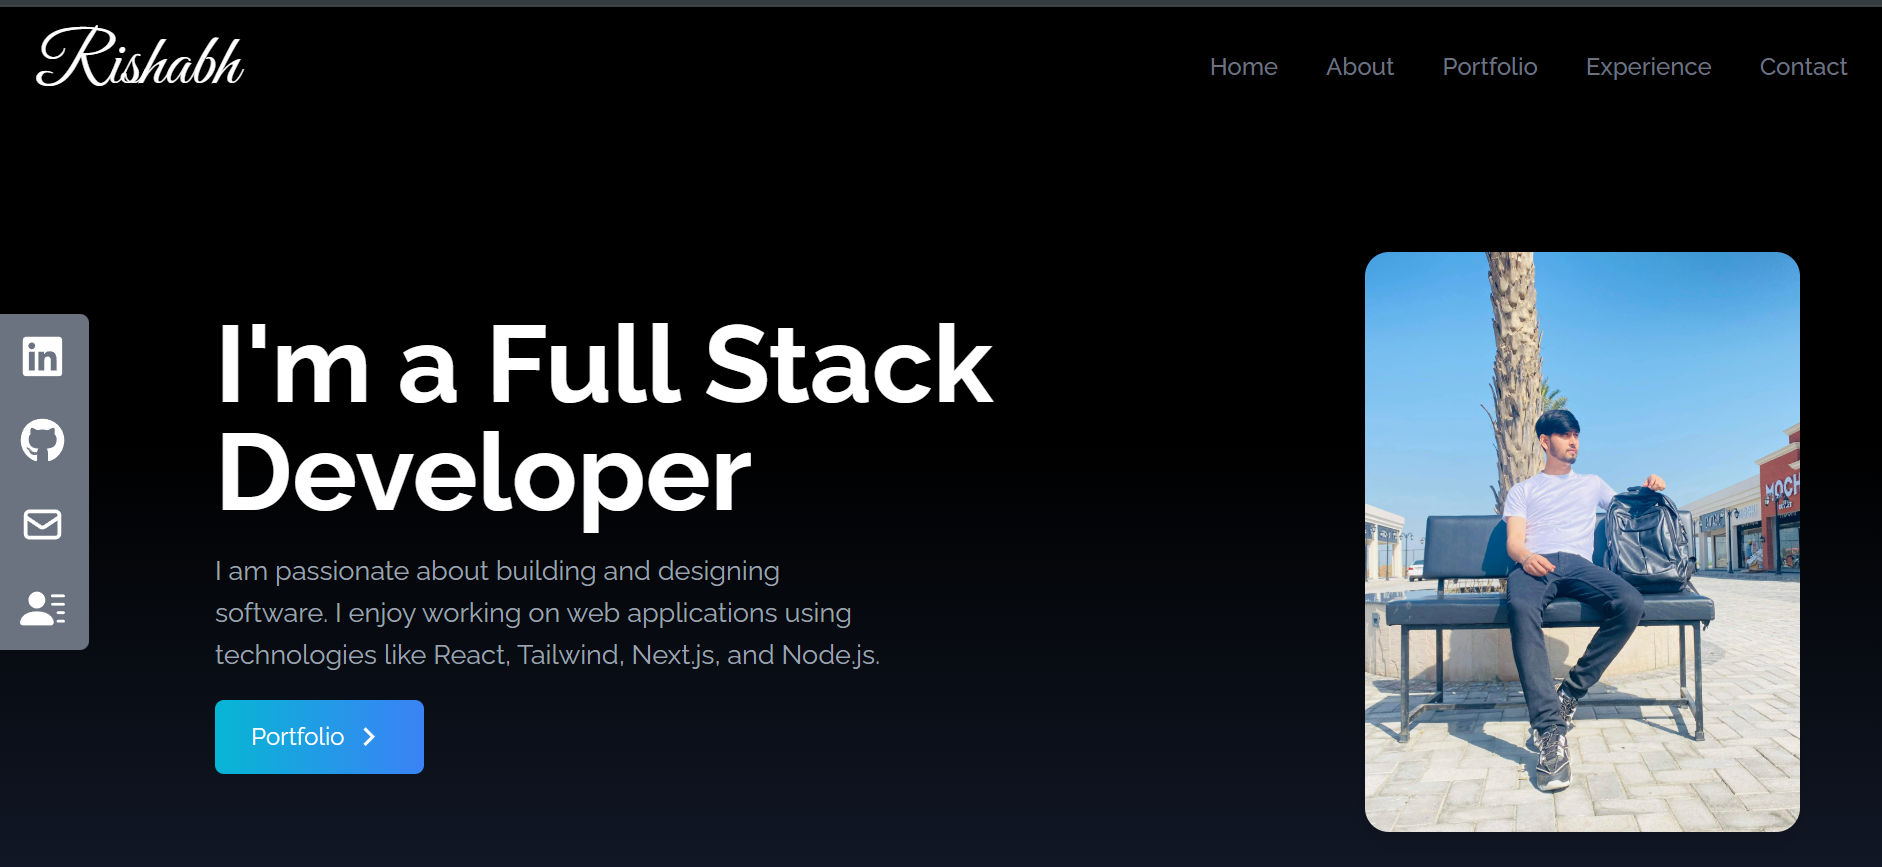 Rishabh
Home About Portfolio Experience Contact
in
I'm a Full Stack
Developer
I am passionate about building and designing
software. I enjoy working on web applications using
technologies like React, Tailwind, Next.js, and Node.js.
Portfolio
MOCH